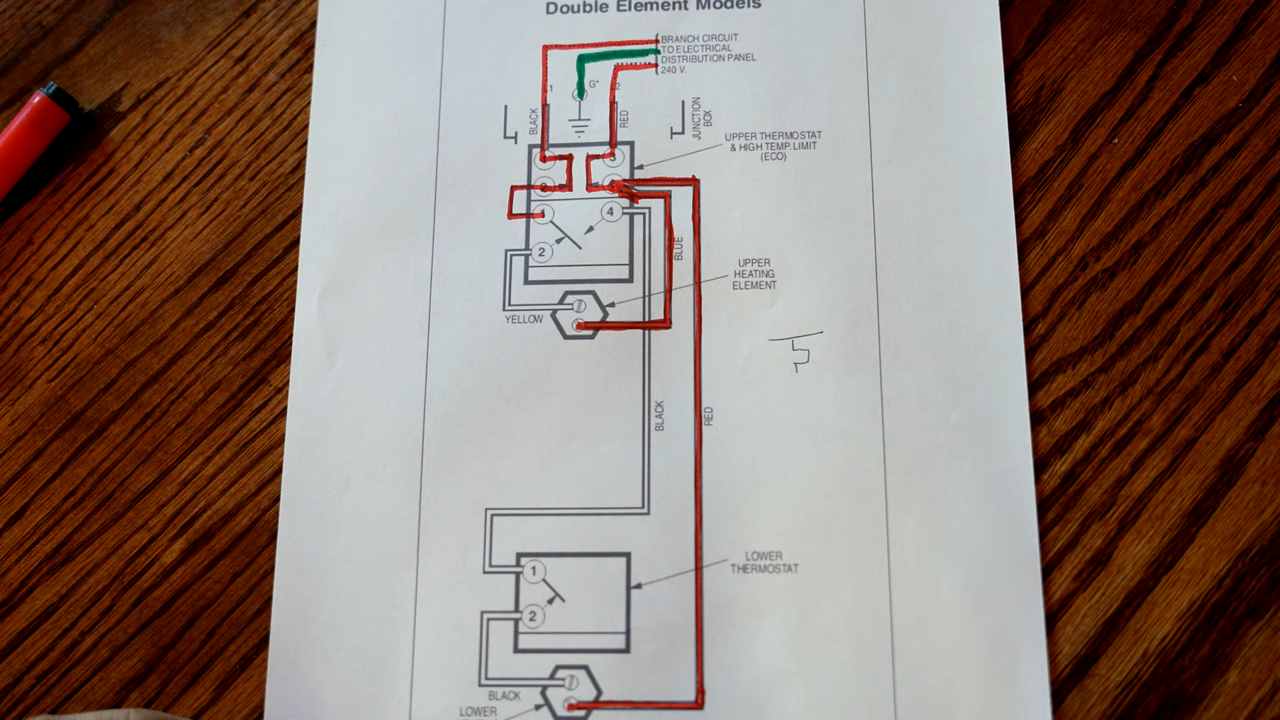 Double Element Models
BRANCH CIRCUIT
TO ELECTRICAL
DISTRIBUTION PANEL
240 V.
1
G*
2
BLACK
RED
JUNCTION
BOX
UPPER THERMOSTAT
& HIGH TEMP. LIMIT
(ECO)
1
4
2
BLUE
UPPER
HEATING
ELEMENT
YELLOW
BLACK
RED
1
LOWER
THERMOSTAT
2
BLACK
LOWER